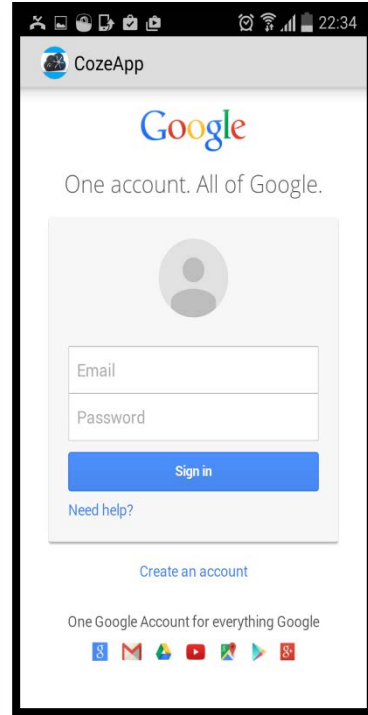 22:34
CozeApp
Google
One account. All of Google.
Email
Password
Sign in
Need help?
Create an account
One Google Account for everything Google